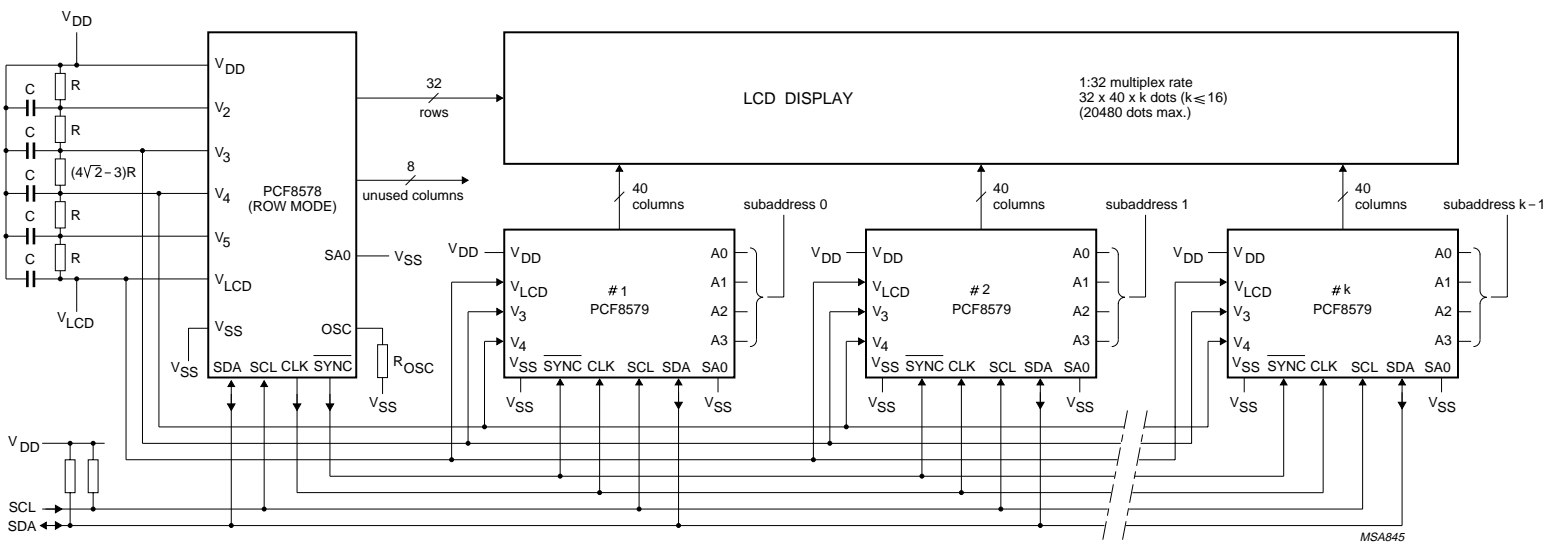 VDD
C
R
C
R
C
(4√2−3)R
C
R
C
R
VLCD
VDD
V2
V3
V4
V5
VLCD
VSS
VSS
PCF8578
(ROW MODE)
SA0
VSS
OSC
ROSC
VSS
SDA SCL CLK SYNC
32
rows
8
unused columns
LCD DISPLAY
1:32 multiplex rate
32 x 40 x k dots (k⩽16)
(20480 dots max.)
40
columns
subaddress 0
VDD
VDD
VLCD
V3
V4
#1
PCF8579
A0
A1
A2
A3
VSS SYNC CLK SCL SDA SA0
VSS
VSS
40
columns
subaddress 1
VDD
VDD
VLCD
V3
V4
#2
PCF8579
A0
A1
A2
A3
VSS SYNC CLK SCL SDA SA0
VSS
VSS
40
columns
subaddress k−1
VDD
VDD
VLCD
V3
V4
#k
PCF8579
A0
A1
A2
A3
VSS SYNC CLK SCL SDA SA0
VSS
VSS
VDD
SCL
SDA
MSA845